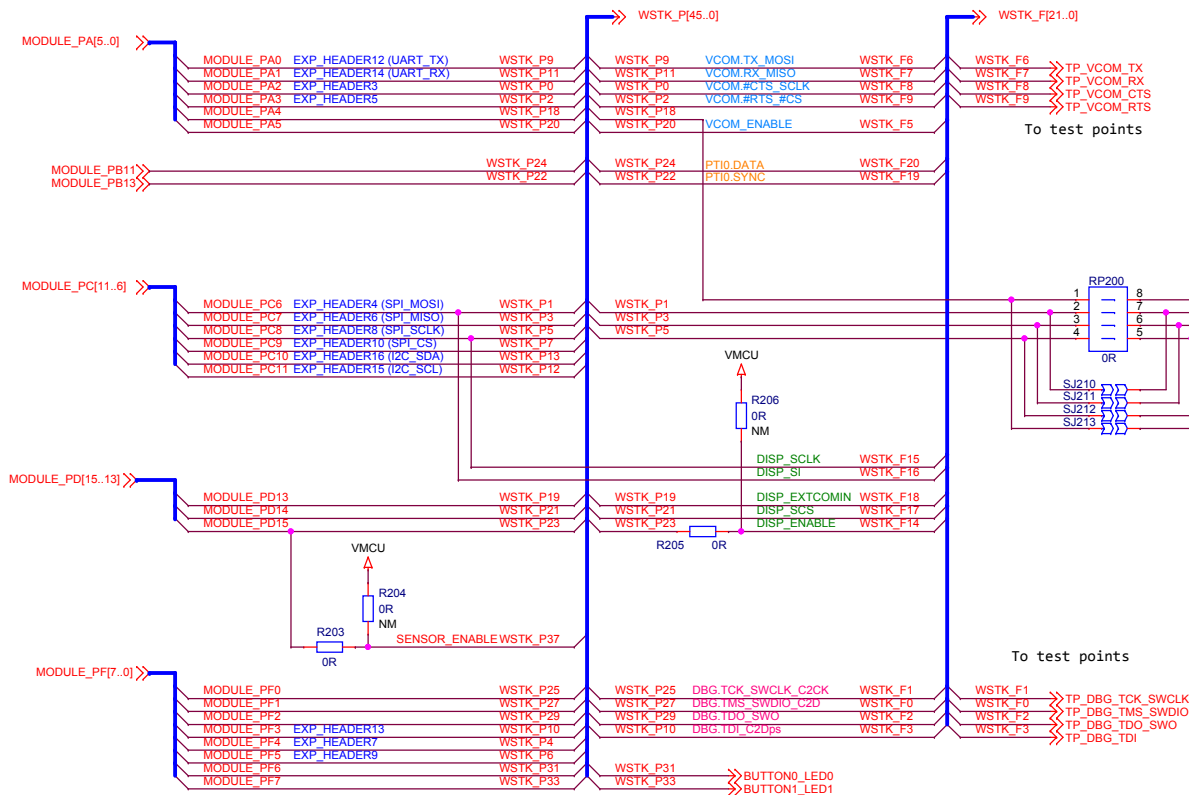 WSTK_P[45..0] WSTK_F[21..0]
MODULE_PA[5..0]
MODULE_PA0 EXP_HEADER12 (UART_TX) WSTK_P9 WSTK_P9 VCOM.TX_MOSI WSTK_F6 WSTK_F6 TP_VCOM_TX
MODULE_PA1 EXP_HEADER14 (UART_RX) WSTK_P11 WSTK_P11 VCOM.RX_MISO WSTK_F7 WSTK_F7 TP_VCOM_RX
MODULE_PA2 EXP_HEADER3 WSTK_P0 WSTK_P0 VCOM.#CTS_SCLK WSTK_F8 WSTK_F8 TP_VCOM_CTS
MODULE_PA3 EXP_HEADER5 WSTK_P2 WSTK_P2 VCOM.#RTS_#CS WSTK_F9 WSTK_F9 TP_VCOM_RTS
MODULE_PA4 WSTK_P18 WSTK_P18
MODULE_PA5 WSTK_P20 WSTK_P20 VCOM_ENABLE WSTK_F5
To test points
MODULE_PB11 WSTK_P24 WSTK_P24 PTI0.DATA WSTK_F20
MODULE_PB13 WSTK_P22 WSTK_P22 PTI0.SYNC WSTK_F19
MODULE_PC[11..6]
RP200
1 8
MODULE_PC6 EXP_HEADER4 (SPI_MOSI) WSTK_P1 WSTK_P1 2 7
MODULE_PC7 EXP_HEADER6 (SPI_MISO) WSTK_P3 WSTK_P3 3 6
MODULE_PC8 EXP_HEADER8 (SPI_SCLK) WSTK_P5 WSTK_P5 4 5
MODULE_PC9 EXP_HEADER10 (SPI_CS) WSTK_P7
MODULE_PC10 EXP_HEADER16 (I2C_SDA) WSTK_P13
MODULE_PC11 EXP_HEADER15 (I2C_SCL) WSTK_P12
0R
VMCU
SJ210
SJ211
SJ212
SJ213
R206
0R
NM
DISP_SCLK WSTK_F15
DISP_SI WSTK_F16
MODULE_PD[15..13]
MODULE_PD13 WSTK_P19 WSTK_P19 DISP_EXTCOMIN WSTK_F18
MODULE_PD14 WSTK_P21 WSTK_P21 DISP_SCS WSTK_F17
MODULE_PD15 WSTK_P23 WSTK_P23 DISP_ENABLE WSTK_F14
R205 0R
VMCU
R204
0R
NM
R203
0R
SENSOR_ENABLE WSTK_P37
To test points
MODULE_PF[7..0]
MODULE_PF0 WSTK_P25 WSTK_P25 DBG.TCK_SWCLK_C2CK WSTK_F1 WSTK_F1 TP_DBG_TCK_SWCLK
MODULE_PF1 WSTK_P27 WSTK_P27 DBG.TMS_SWDIO_C2D WSTK_F0 WSTK_F0 TP_DBG_TMS_SWDIO
MODULE_PF2 WSTK_P29 WSTK_P29 DBG.TDO_SWO WSTK_F2 WSTK_F2 TP_DBG_TDO_SWO
MODULE_PF3 EXP_HEADER13 WSTK_P10 WSTK_P10 DBG.TDI_C2Dps WSTK_F3 WSTK_F3 TP_DBG_TDI
MODULE_PF4 EXP_HEADER7 WSTK_P4
MODULE_PF5 EXP_HEADER9 WSTK_P6
MODULE_PF6 WSTK_P31 WSTK_P31 BUTTON0_LED0
MODULE_PF7 WSTK_P33 WSTK_P33 BUTTON1_LED1